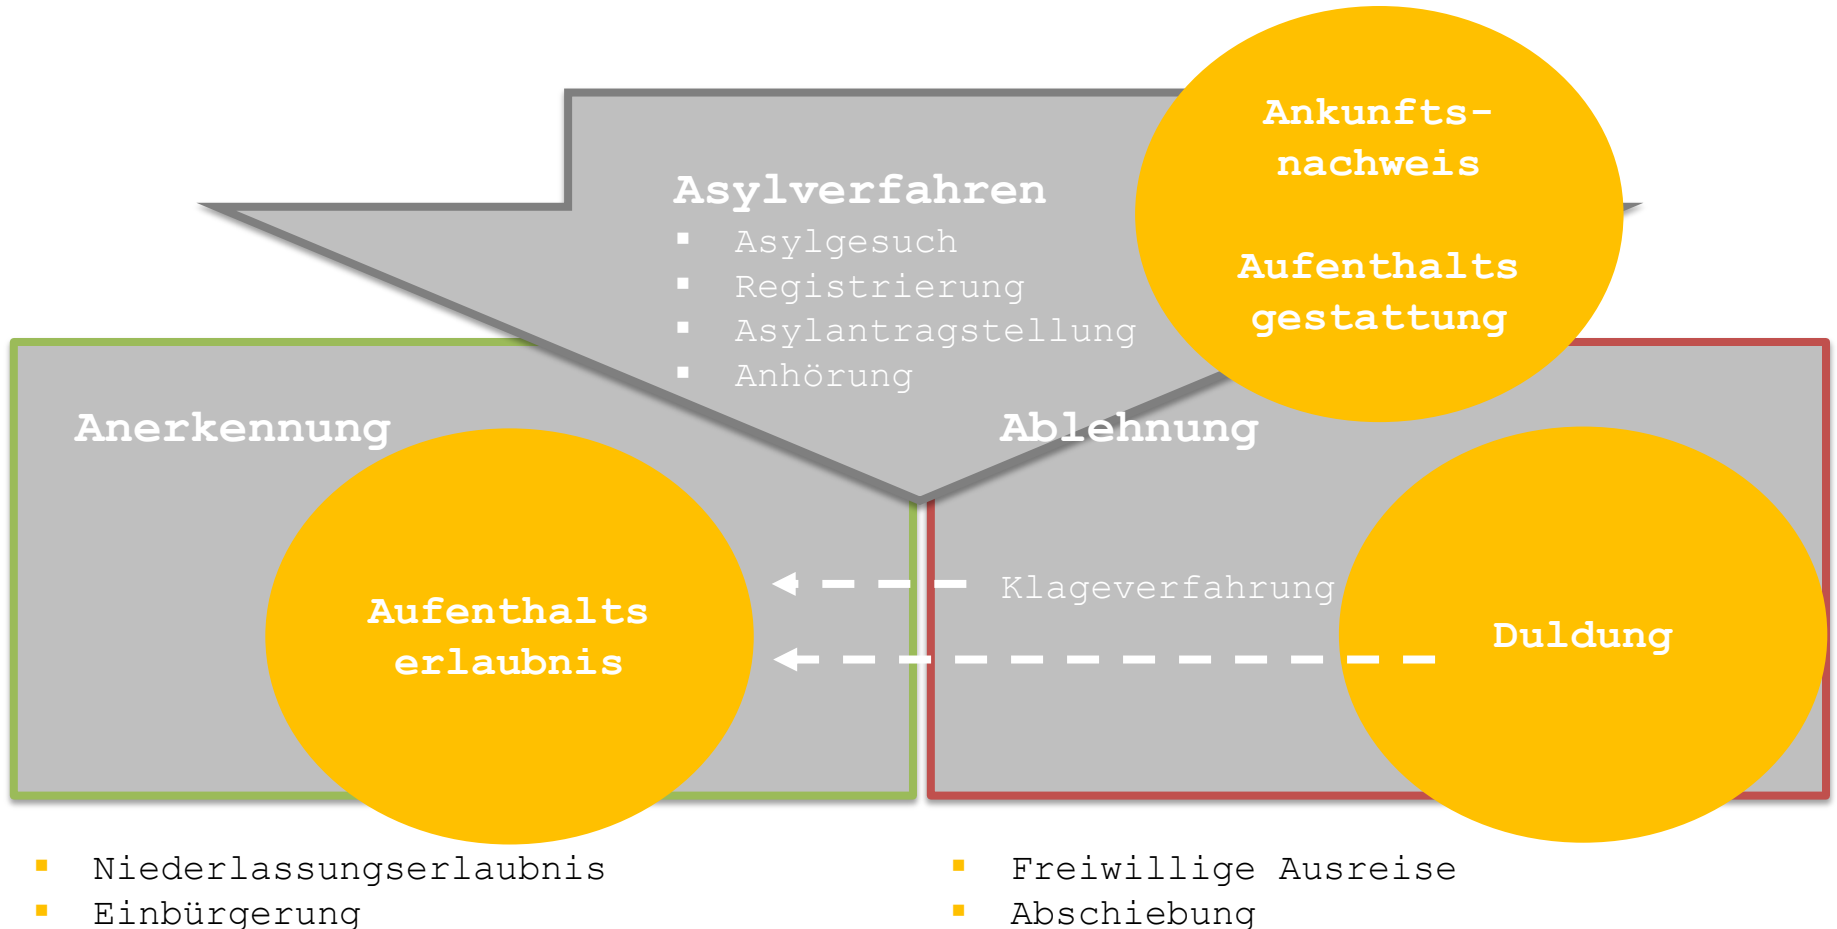 Ankunfts-
nachweis
Aufenthalts
gestattung
Asylverfahren
▪ Asylgesuch
▪ Registrierung
▪ Asylantragstellung
▪ Anhörung
Anerkennung
Aufenthalts
erlaubnis
Ablehnung
Klageverfahrung
Duldung
▪ Niederlassungserlaubnis
▪ Einbürgerung
▪ Freiwillige Ausreise
▪ Abschiebung